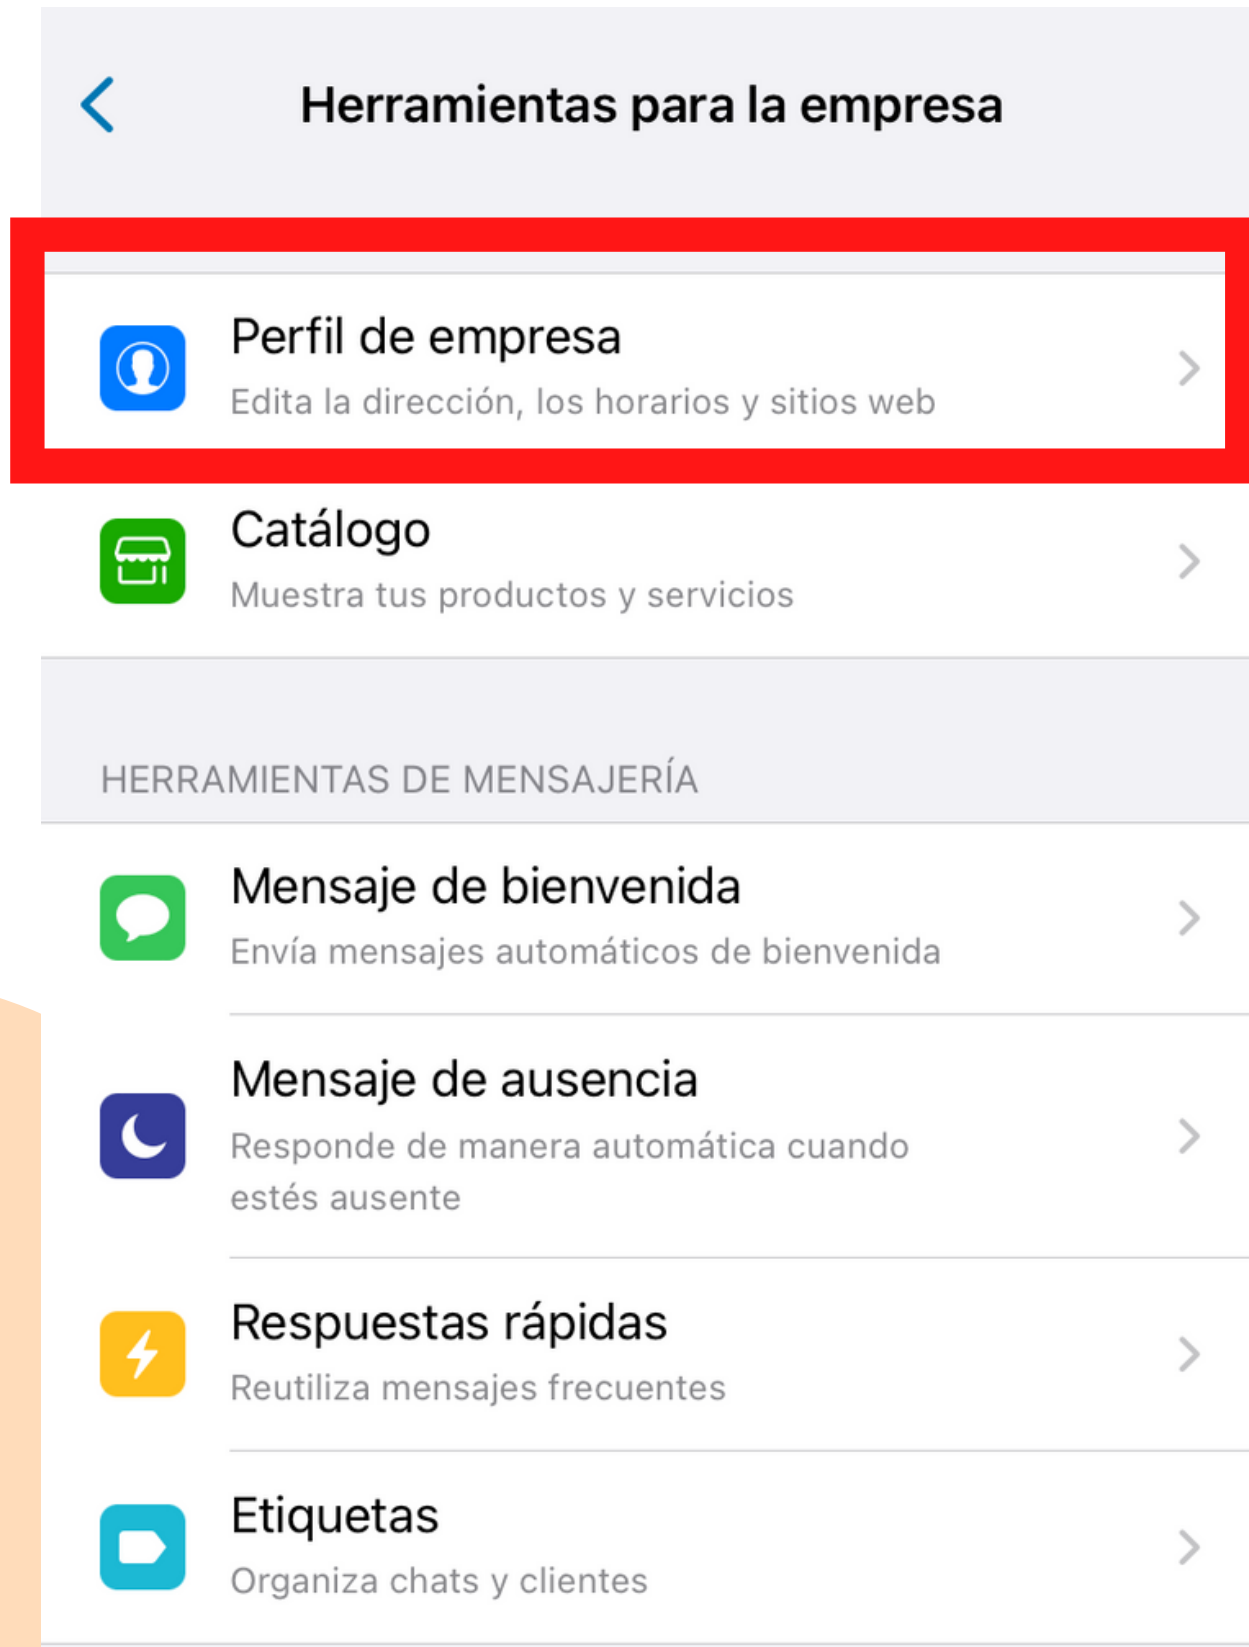 Herramientas para la empresa
Perfil de empresa
Edita la dirección, los horarios y sitios web
Catálogo
Muestra tus productos y servicios
HERRAMIENTAS DE MENSAJERÍA
Mensaje de bienvenida
Envía mensajes automáticos de bienvenida
Mensaje de ausencia
Responde de manera automática cuando
estés ausente
Respuestas rápidas
Reutiliza mensajes frecuentes
Etiquetas
Organiza chats y clientes